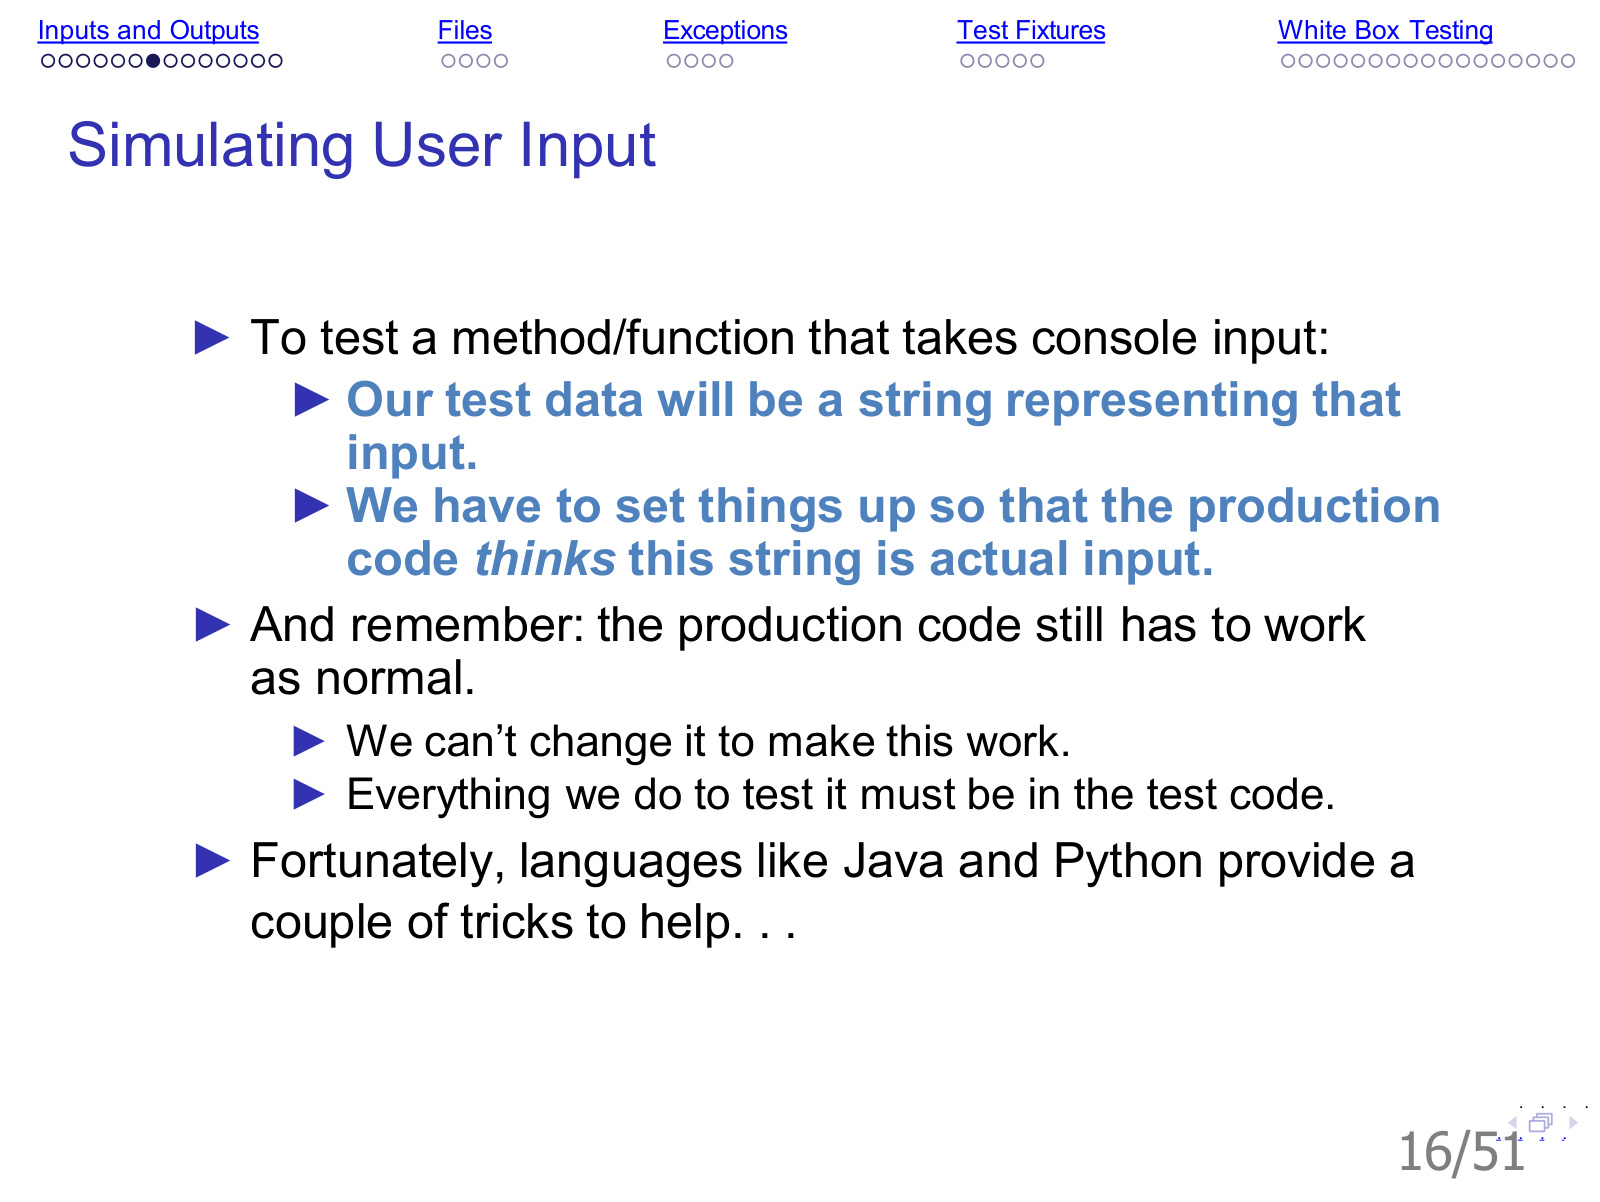 Inputs and Outputs Files Exceptions Test Fixtures White Box Testing
Simulating User Input
► To test a method/function that takes console input:
► Our test data will be a string representing that
input.
► We have to set things up so that the production
code thinks this string is actual input.
► And remember: the production code still has to work
as normal.
► We can’t change it to make this work.
► Everything we do to test it must be in the test code.
► Fortunately, languages like Java and Python provide a
couple of tricks to help. . .
16/51